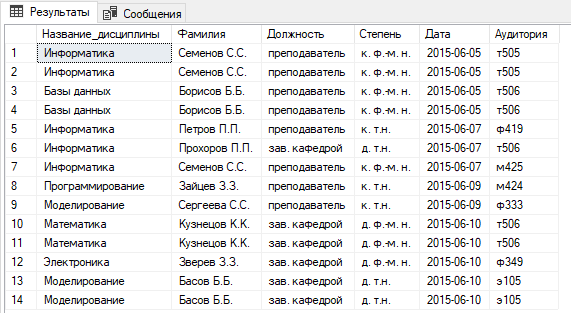 Результаты Сообщения
Название_дисциплины Фамилия Должность Степень Дата Аудитория
1 Информатика Семенов С.С. преподаватель к. ф.-м. н. 2015-06-05 т505
2 Информатика Семенов С.С. преподаватель к. ф.-м. н. 2015-06-05 т505
3 Базы данных Борисов Б.Б. преподаватель к. ф.-м. н. 2015-06-05 т506
4 Базы данных Борисов Б.Б. преподаватель к. ф.-м. н. 2015-06-05 т506
5 Информатика Петров П.П. преподаватель к. т.н. 2015-06-07 ф419
6 Информатика Прохоров П.П. зав. кафедрой д. т.н. 2015-06-07 т506
7 Информатика Семенов С.С. преподаватель к. ф.-м. н. 2015-06-07 м425
8 Программирование Зайцев З.З. преподаватель к. т.н. 2015-06-09 м424
9 Моделирование Сергеева С.С. преподаватель к. т.н. 2015-06-09 ф333
10 Математика Кузнецов К.К. зав. кафедрой д. ф.-м. н. 2015-06-10 т506
11 Математика Кузнецов К.К. зав. кафедрой д. ф.-м. н. 2015-06-10 т506
12 Электроника Зверев З.З. зав. кафедрой д. ф.-м. н. 2015-06-10 ф349
13 Моделирование Басов Б.Б. зав. кафедрой д. т.н. 2015-06-10 э105
14 Моделирование Басов Б.Б. зав. кафедрой д. т.н. 2015-06-10 э105